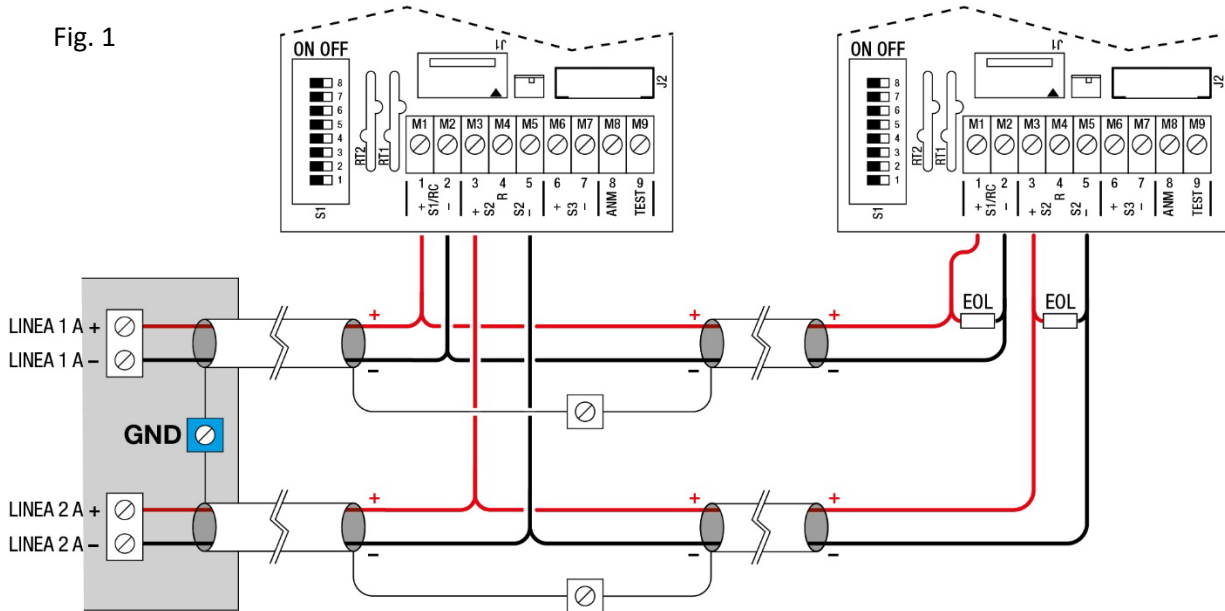 Fig. 1
ON OFF
8
7
6
5
4
3
2
1
S1
RT2
RT1
J1
J2
M1 M2 M3 M4 M5 M6 M7 M8 M9
1 2 3 4 5 6 7 8 9
+ S1/RC − + S2 R S2 − + S3 − ANM TEST
ON OFF
8
7
6
5
4
3
2
1
S1
RT2
RT1
J1
J2
M1 M2 M3 M4 M5 M6 M7 M8 M9
1 2 3 4 5 6 7 8 9
+ S1/RC − + S2 R S2 − + S3 − ANM TEST
EOL EOL
LINEA 1 A +
+ + +
LINEA 1 A −
− − −
GND
LINEA 2 A +
+ + +
LINEA 2 A −
− − −